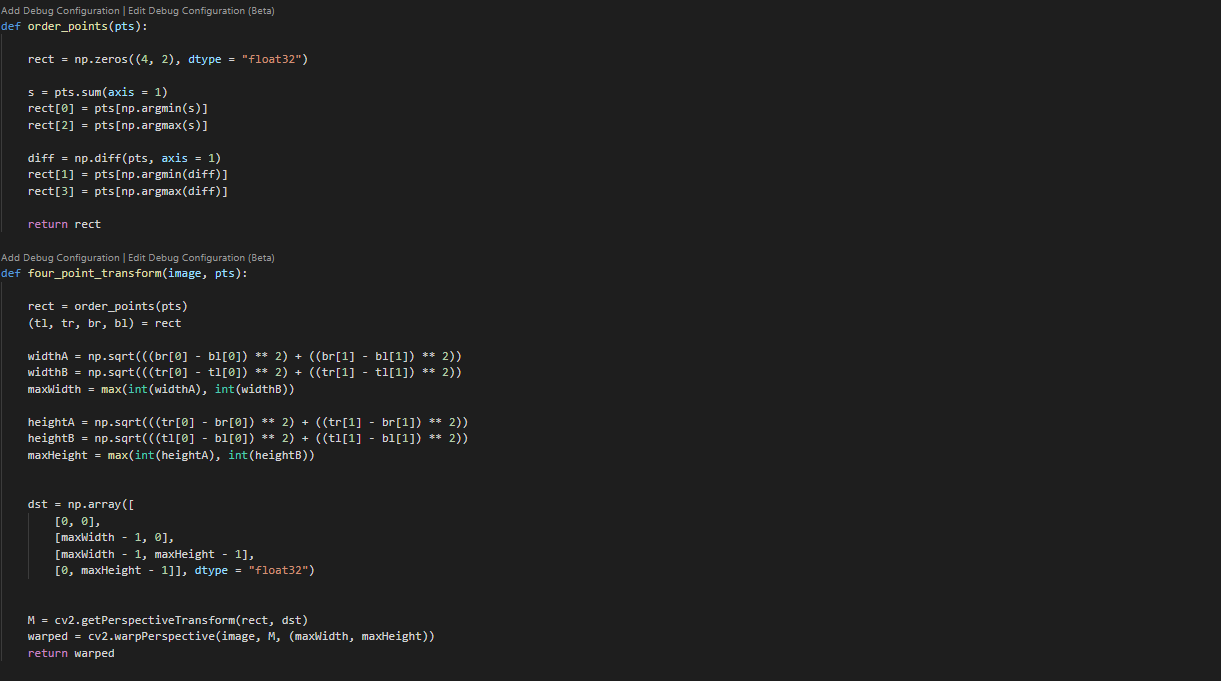 Add Debug Configuration | Edit Debug Configuration (Beta)
def order_points(pts):
rect = np.zeros((4, 2), dtype = "float32")
s = pts.sum(axis = 1)
rect[0] = pts[np.argmin(s)]
rect[2] = pts[np.argmax(s)]
diff = np.diff(pts, axis = 1)
rect[1] = pts[np.argmin(diff)]
rect[3] = pts[np.argmax(diff)]
return rect
Add Debug Configuration | Edit Debug Configuration (Beta)
def four_point_transform(image, pts):
rect = order_points(pts)
(tl, tr, br, bl) = rect
widthA = np.sqrt(((br[0] - bl[0]) ** 2) + ((br[1] - bl[1]) ** 2))
widthB = np.sqrt(((tr[0] - tl[0]) ** 2) + ((tr[1] - tl[1]) ** 2))
maxWidth = max(int(widthA), int(widthB))
heightA = np.sqrt(((tr[0] - br[0]) ** 2) + ((tr[1] - br[1]) ** 2))
heightB = np.sqrt(((tl[0] - bl[0]) ** 2) + ((tl[1] - bl[1]) ** 2))
maxHeight = max(int(heightA), int(heightB))
dst = np.array([
[0, 0],
[maxWidth - 1, 0],
[maxWidth - 1, maxHeight - 1],
[0, maxHeight - 1]], dtype = "float32")
M = cv2.getPerspectiveTransform(rect, dst)
warped = cv2.warpPerspective(image, M, (maxWidth, maxHeight))
return warped